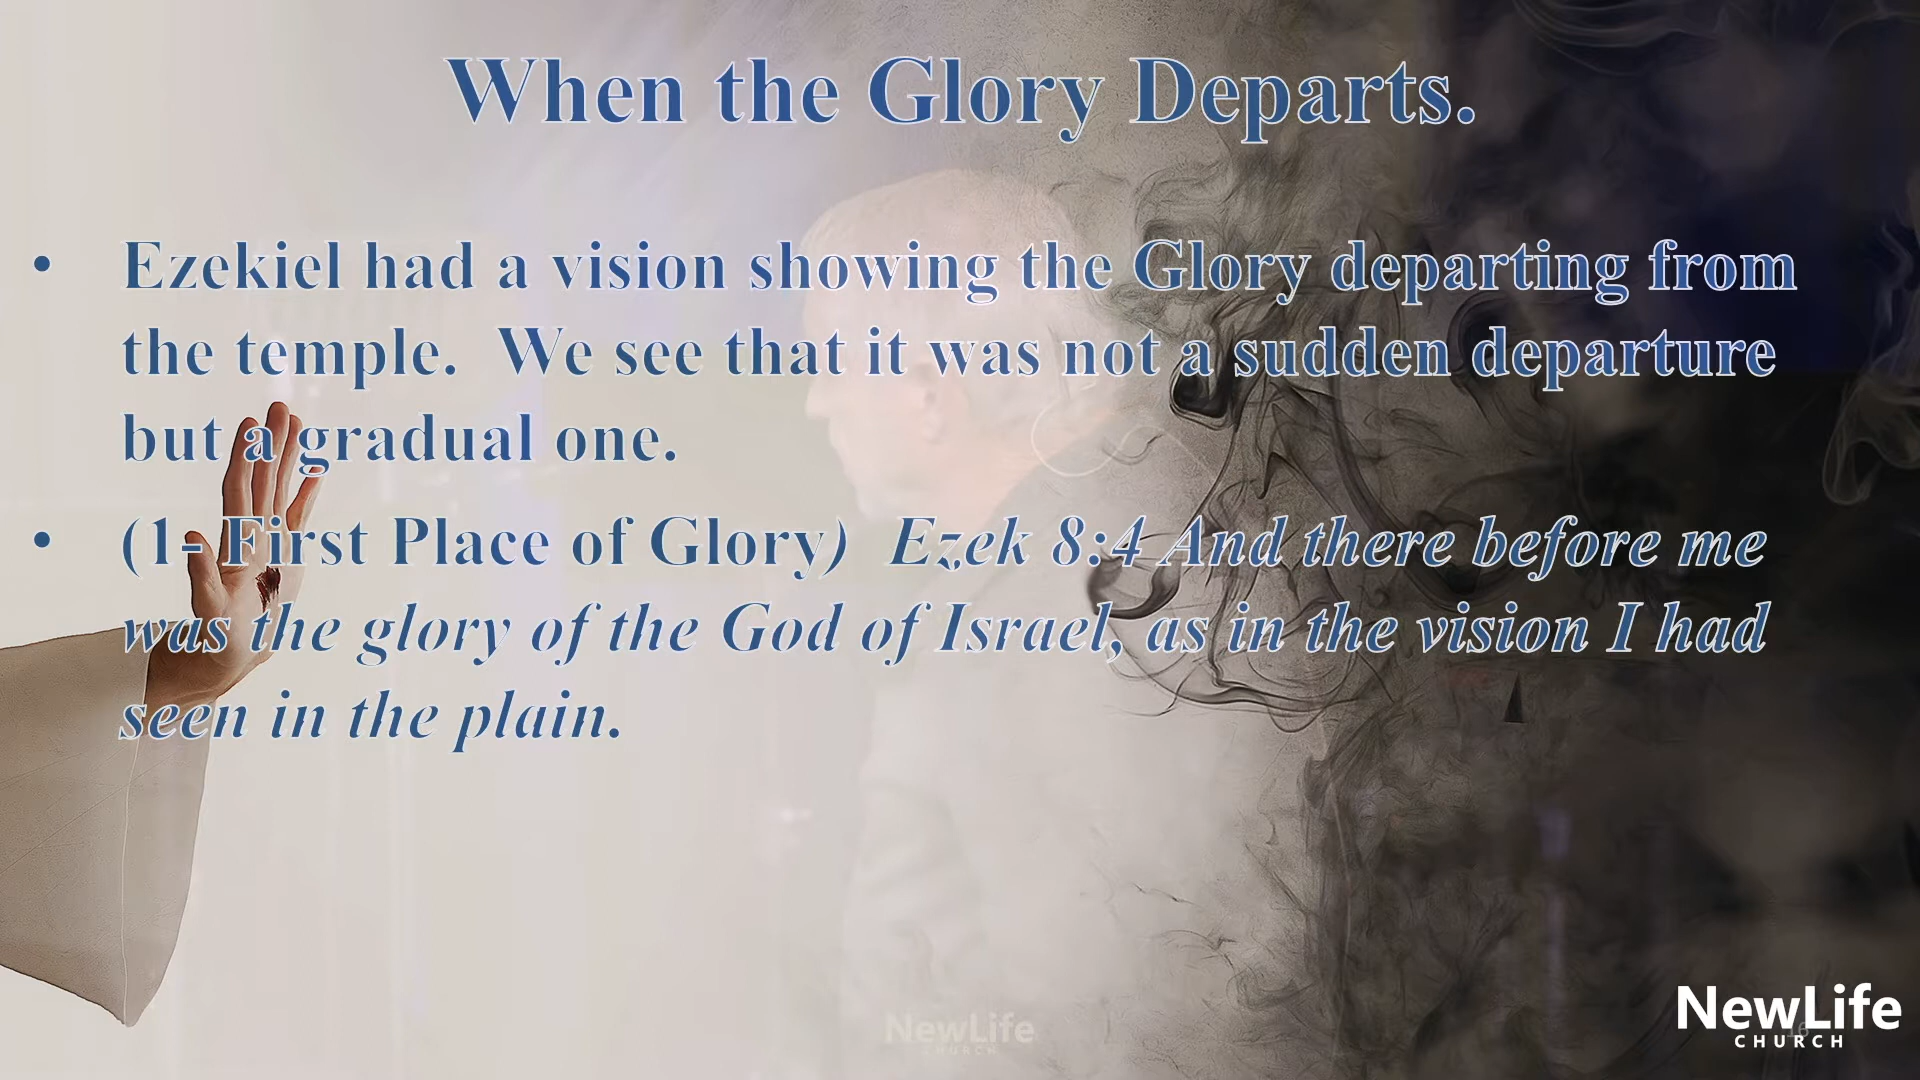 When the Glory Departs.
• Ezekiel had a vision showing the Glory departing from
the temple.  We see that it was not a sudden departure
but a gradual one.
• (1- First Place of Glory)  Ezek 8:4 And there before me
was the glory of the God of Israel, as in the vision I had
seen in the plain.
NewLife
CHURCH
NewLife
CHURCH
16